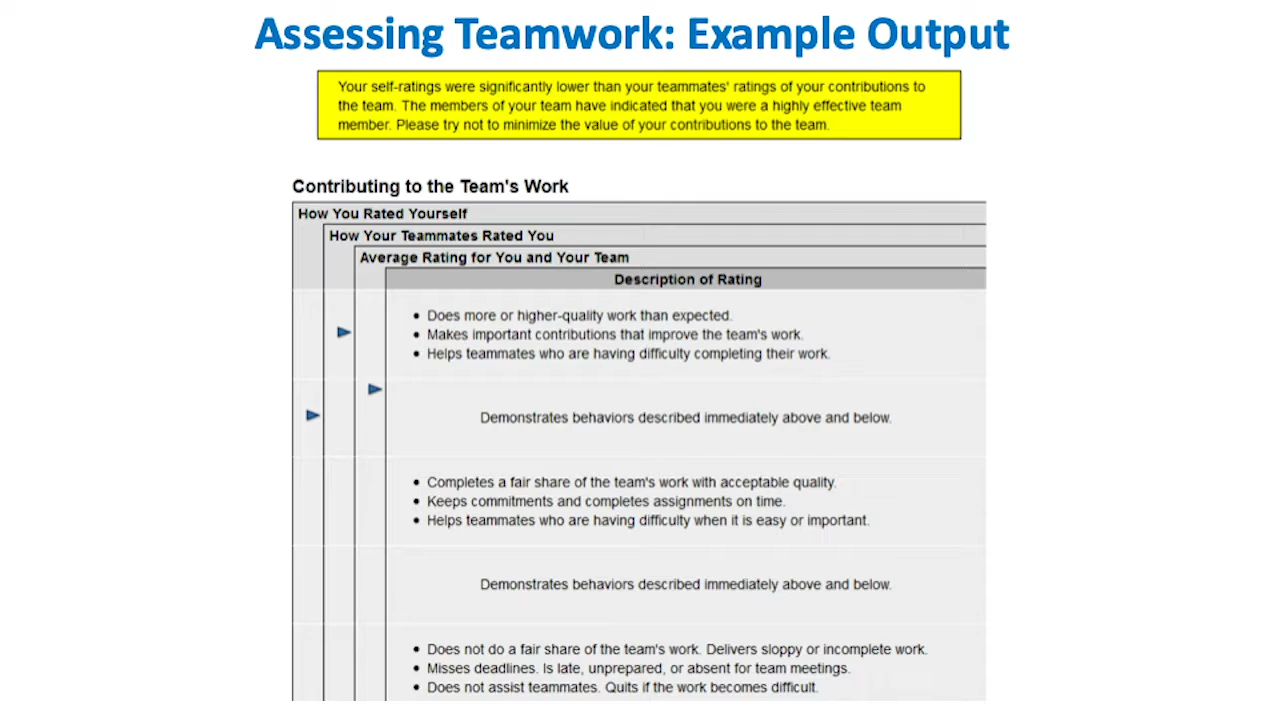 Assessing Teamwork: Example Output
Your self-ratings were significantly lower than your teammates' ratings of your contributions to
the team. The members of your team have indicated that you were a highly effective team
member. Please try not to minimize the value of your contributions to the team.
Contributing to the Team's Work
How You Rated Yourself
How Your Teammates Rated You
Average Rating for You and Your Team
Description of Rating
• Does more or higher-quality work than expected.
• Makes important contributions that improve the team's work.
• Helps teammates who are having difficulty completing their work.
Demonstrates behaviors described immediately above and below.
• Completes a fair share of the team's work with acceptable quality.
• Keeps commitments and completes assignments on time.
• Helps teammates who are having difficulty when it is easy or important.
Demonstrates behaviors described immediately above and below.
• Does not do a fair share of the team's work. Delivers sloppy or incomplete work.
• Misses deadlines. Is late, unprepared, or absent for team meetings.
• Does not assist teammates. Quits if the work becomes difficult.